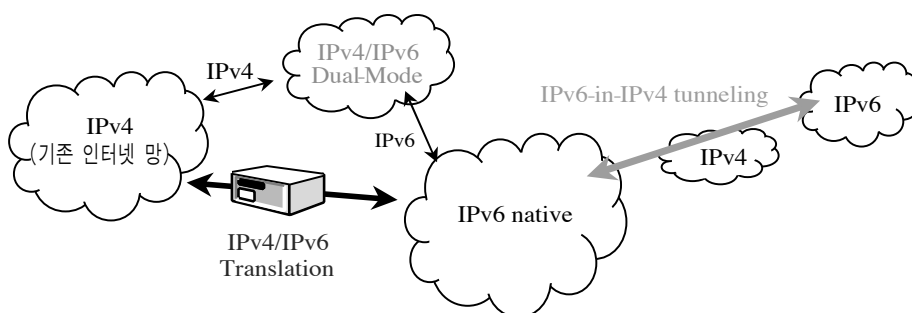 IPv4/IPv6
Dual-Mode
IPv4
IPv6-in-IPv4 tunneling
IPv6
IPv4
(기존 인터넷 망)
IPv6
IPv4
IPv6 native
IPv4/IPv6
Translation